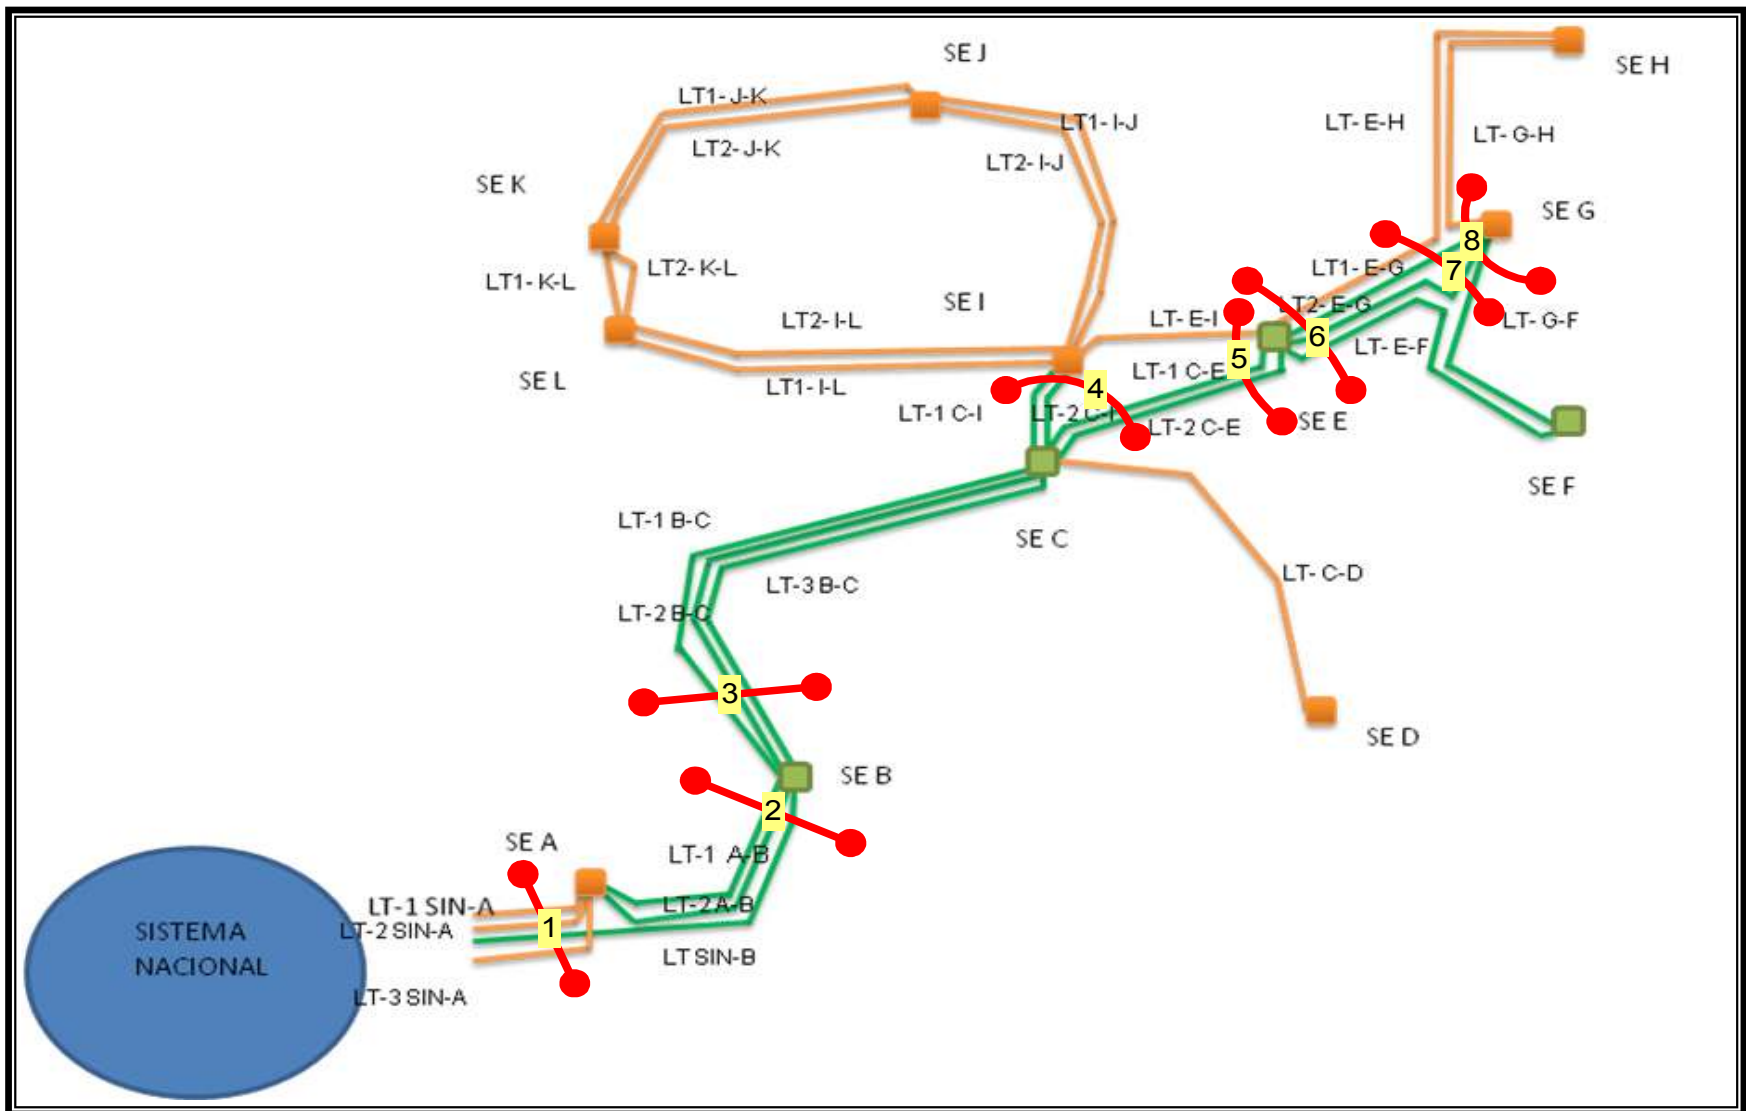 SE J
SE H
LT1- J-K
LT1- I-J
LT- E-H
LT- G-H
LT2- J-K
LT2- I-J
SE K
SE G
8
7
LT1- K-L
LT2- K-L
LT1- E-G
SE I
LT2- E-G
LT2- I-L
LT- E-I
LT- G-F
6
LT- E-F
5
SE L
LT1- I-L
LT-1 C-E
4
LT-1 C-I
LT-2 C-I
LT-2 C-E
SE E
SE F
LT-1 B-C
SE C
LT- C-D
LT-3 B-C
LT-2 B-C
3
SE D
SE B
2
SE A
LT-1 A-B
LT-1 SIN-A
LT-2 A-B
1
LT-2 SIN-A
SISTEMA
NACIONAL
LT SIN-B
LT-3 SIN-A